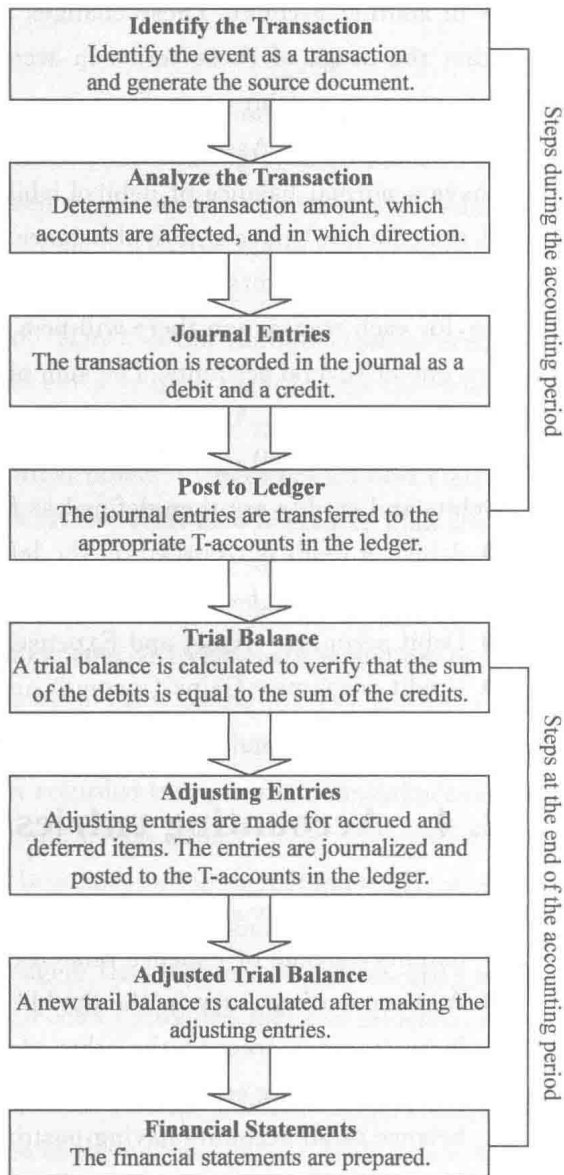 Identify the Transaction
Identify the event as a transaction
and generate the source document.
Analyze the Transaction
Determine the transaction amount, which
accounts are affected, and in which direction.
Journal Entries
The transaction is recorded in the journal as a
debit and a credit.
Post to Ledger
The journal entries are transferred to the
appropriate T-accounts in the ledger.
Steps during the accounting period
Trial Balance
A trial balance is calculated to verify that the sum
of the debits is equal to the sum of the credits.
Adjusting Entries
Adjusting entries are made for accrued and
deferred items. The entries are journalized and
posted to the T-accounts in the ledger.
Adjusted Trial Balance
A new trail balance is calculated after making the
adjusting entries.
Financial Statements
The financial statements are prepared.
Steps at the end of the accounting period